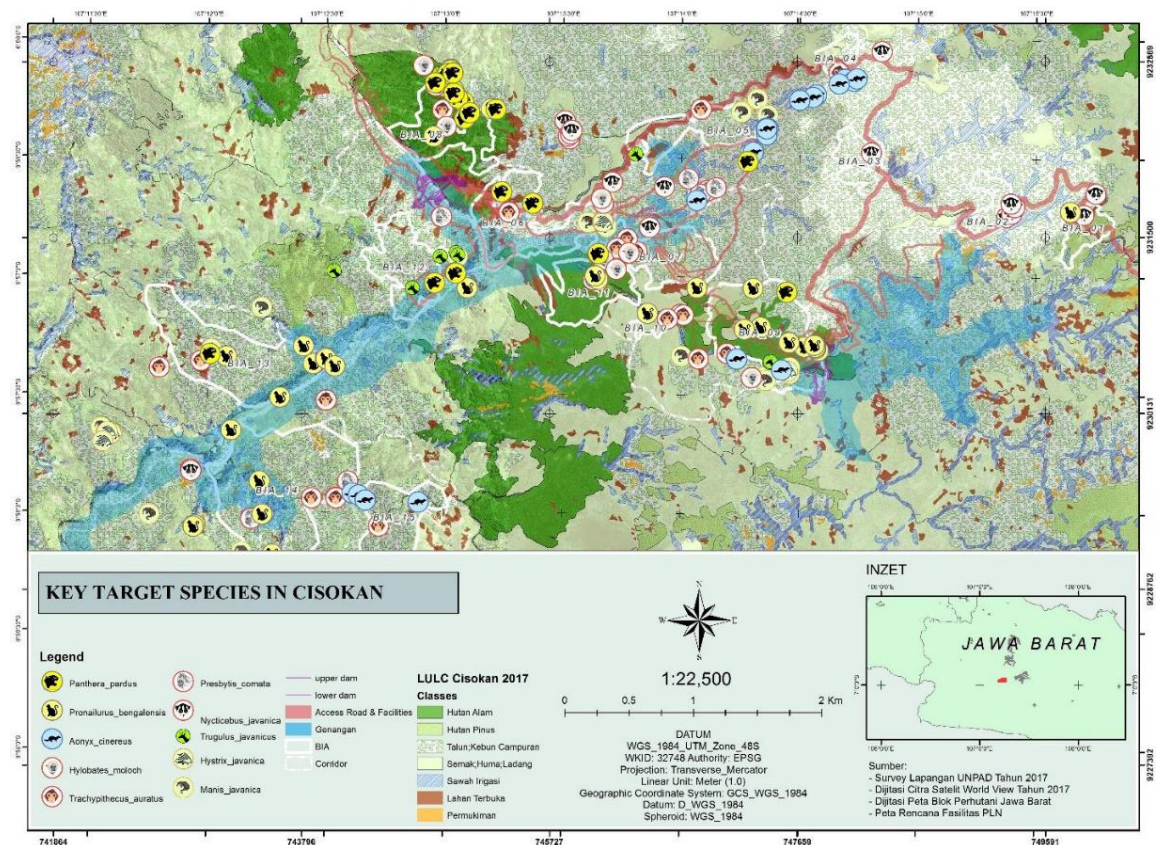 107°12'0"E
107°14'0"E
9232869
BIA_04
BIA_05
BIA_03
BIA_02
BIA_01
BIA_06
BIA_07
9231500
BIA_11
BIA_10
BIA_09
BIA_13
9230131
BIA_14
BIA_15
KEY TARGET SPECIES IN CISOKAN
Legend
Panthera_pardus
Pronailurus_bengalensis
Aonyx_cinereus
Hylobates_moloch
Trachypithecus_auratus
Presbytis_comata
Nycticebus_javanica
Trugulus_javanicus
Hystrix_javanica
Manis_javanica
upper dam
lower dam
Access Road & Facilities
Genangan
BIA
Corridor
LULC Cisokan 2017
Classes
Hutan Alam
Hutan Pinus
Talun;Kebun Campuran
Semak;Huma;Ladang
Sawah Irigasi
Lahan Terbuka
Permukiman
N
W E
S
1:22,500
0 0.5 1 2 Km
DATUM
WGS_1984_UTM_Zone_48S
WKID: 32748 Authority: EPSG
Projection: Transverse_Mercator
Linear Unit: Meter (1.0)
Geographic Coordinate System: GCS_WGS_1984
Datum: D_WGS_1984
Spheroid: WGS_1984
INZET
JAWA BARAT
Sumber:
- Survey Lapangan UNPAD Tahun 2017
- Dijitasi Citra Satelit World View Tahun 2017
- Dijitasi Peta Blok Perhutani Jawa Barat
- Peta Rencana Fasilitas PLN
9228762
9227392
741864 743796 745727 747659 749591